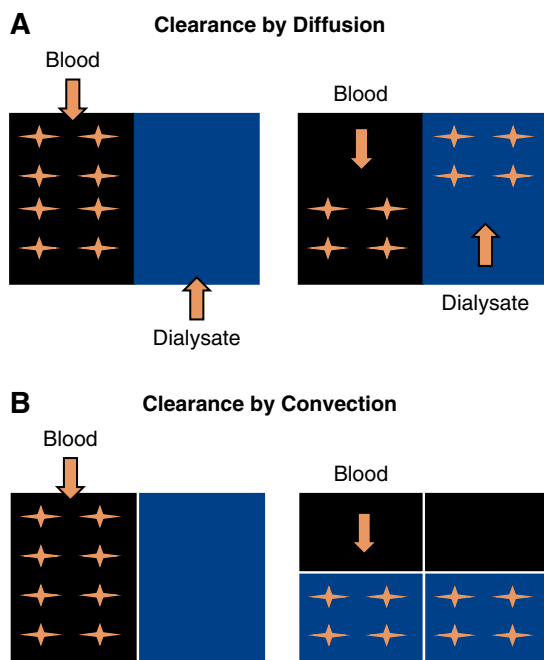 A
Clearance by Diffusion
Blood
Blood
Dialysate
Dialysate
B
Clearance by Convection
Blood
Blood